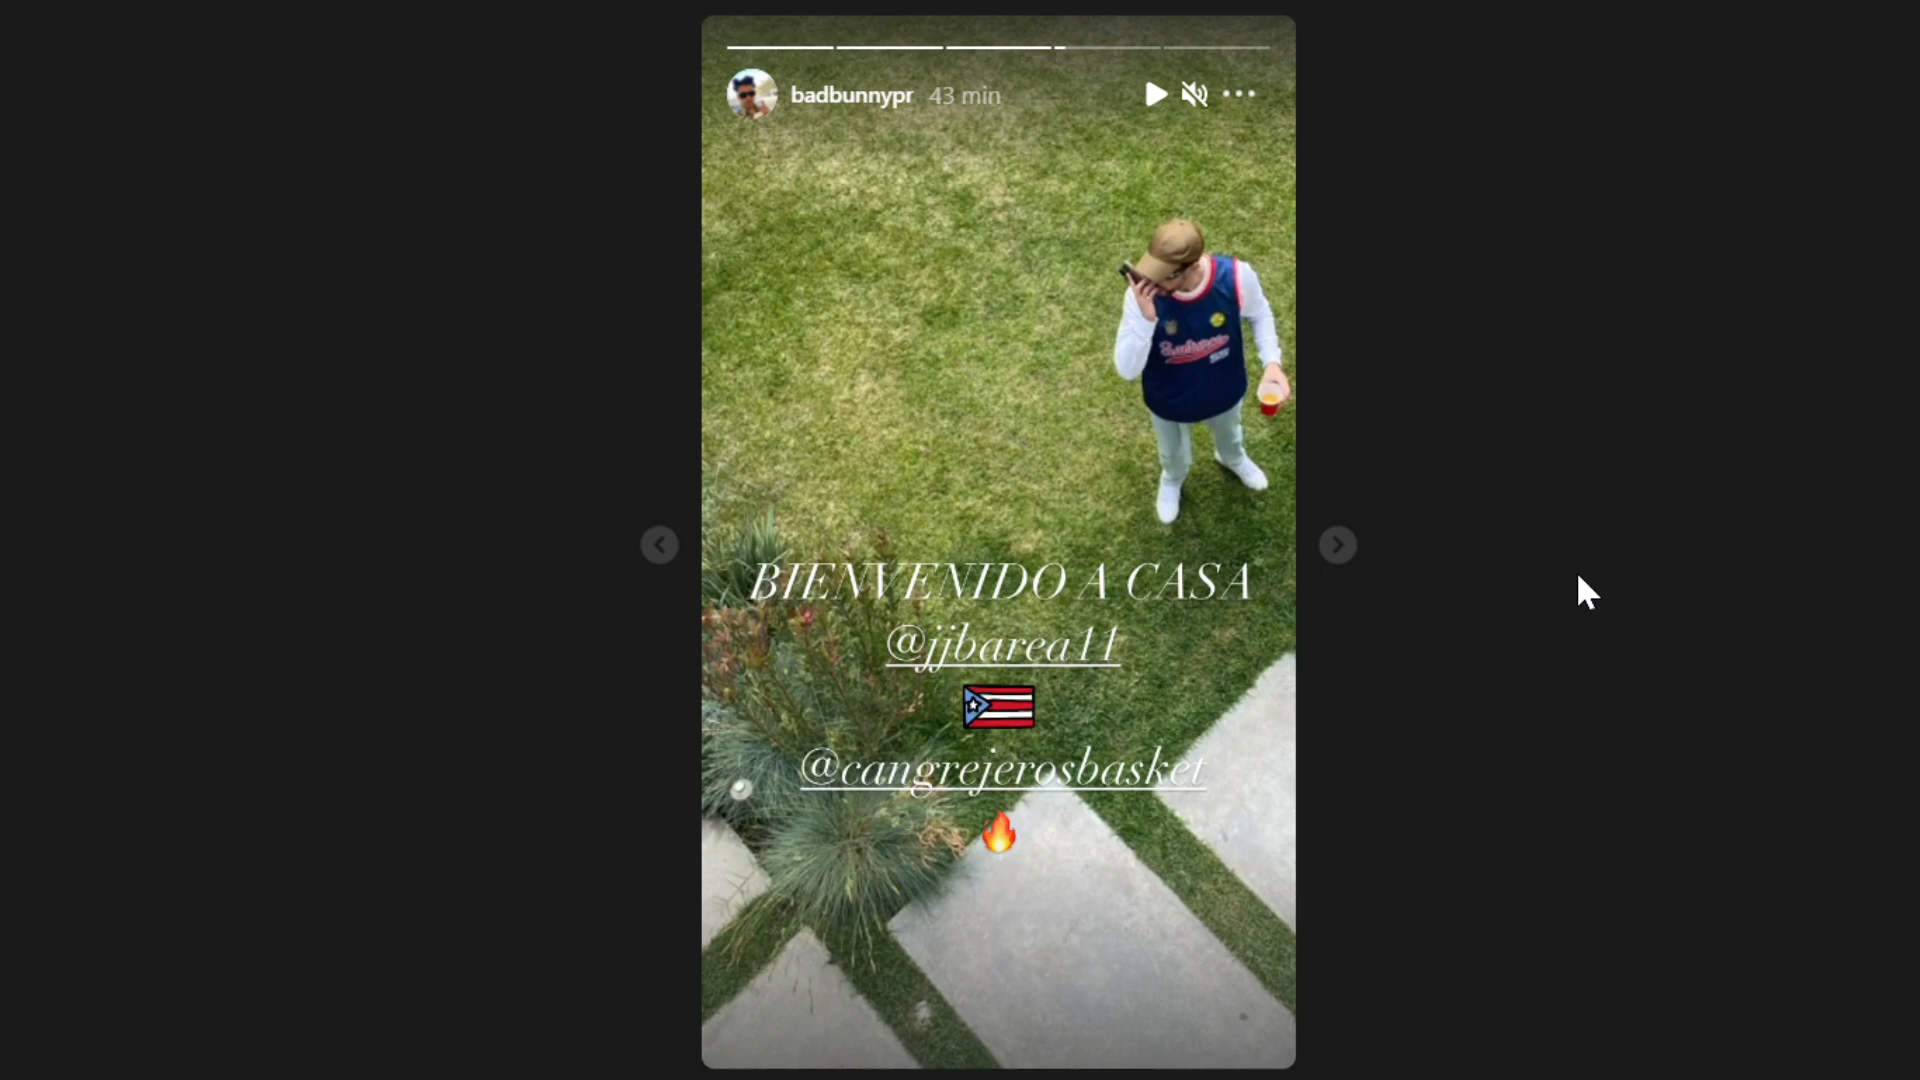 badbunnypr 43 min
BIENVENIDO A CASA
@jjbarea11
@cangrejerosbasket